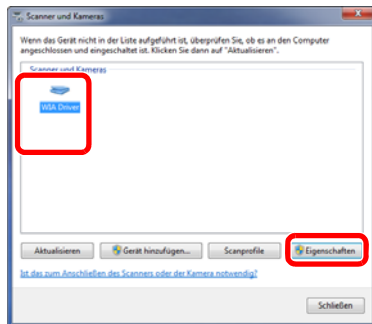 Scanner und Kameras
Wenn das Gerät nicht in der Liste aufgeführt ist, überprüfen Sie, ob es an den Computer
angeschlossen und eingeschaltet ist. Klicken Sie dann auf "Aktualisieren".
Scanner und Kameras
WIA Driver
Aktualisieren
Gerät hinzufügen...
Scanprofile
Eigenschaften
Ist das zum Anschließen des Scanners oder der Kamera notwendig?
Schließen